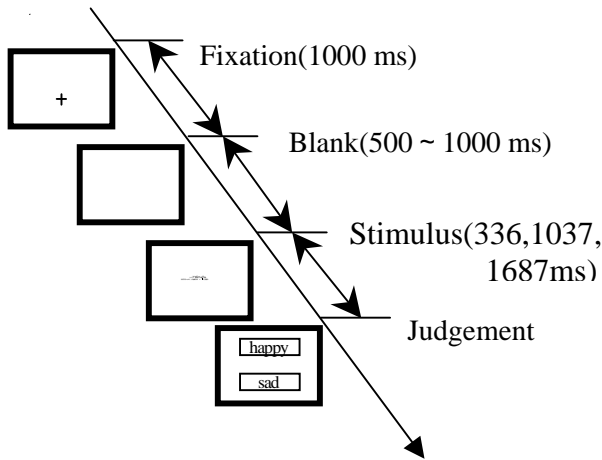 Fixation(1000 ms)
+
Blank(500 ~ 1000 ms)
Stimulus(336,1037,
1687ms)
Judgement
happy
sad